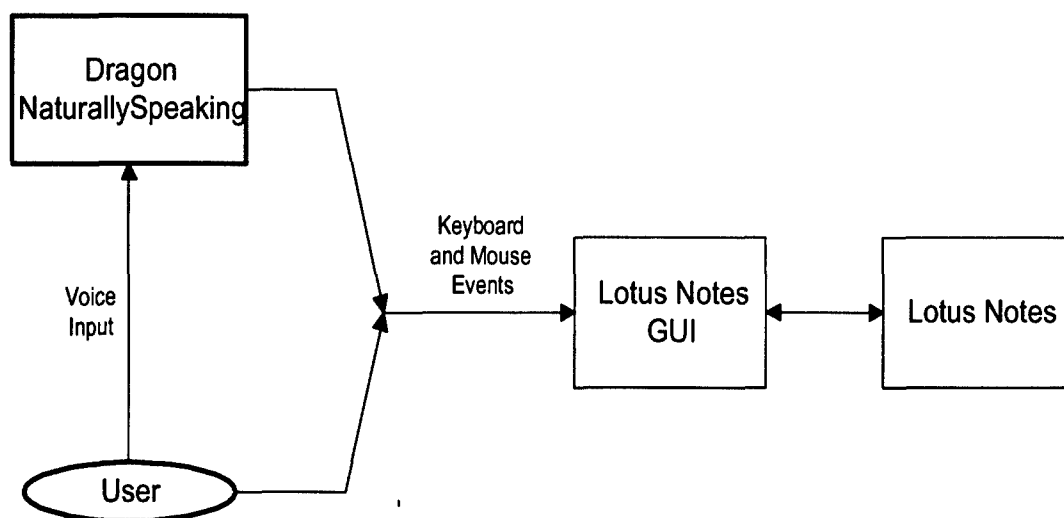 Dragon
NaturallySpeaking
Keyboard
and Mouse
Events
Voice
Input
Lotus Notes
GUI
Lotus Notes
User